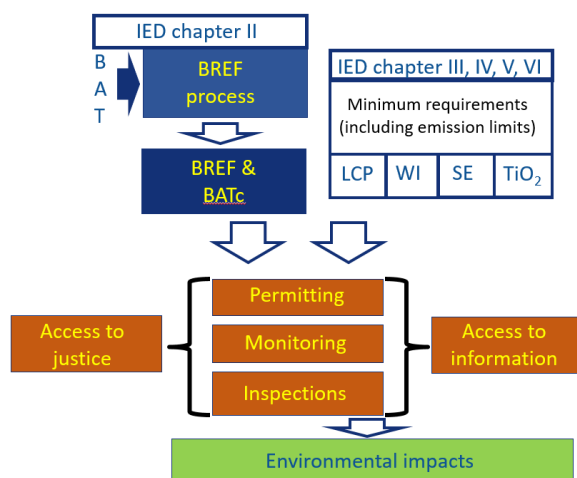 IED chapter II
B
A
T
BREF
process
IED chapter III, IV, V, VI
Minimum requirements
(including emission limits)
LCP WI SE TiO₂
BREF &
BATc
Permitting
Monitoring
Inspections
Access to
justice
Access to
information
Environmental impacts